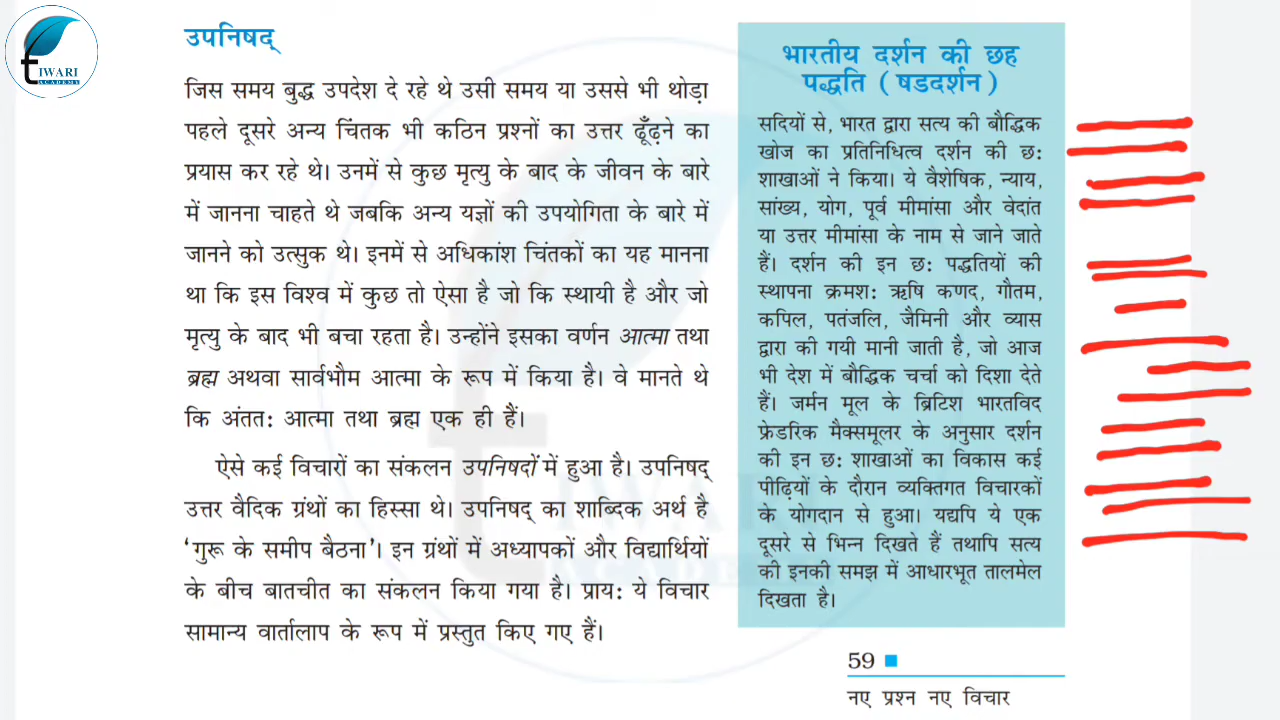 tIWARI
ACADEMY
उपनिषद्
जिस समय बुद्ध उपदेश दे रहे थे उसी समय या उससे भी थोड़ा
पहले दूसरे अन्य चिंतक भी कठिन प्रश्नों का उत्तर ढूँढ़ने का
प्रयास कर रहे थे। उनमें से कुछ मृत्यु के बाद के जीवन के बारे
में जानना चाहते थे जबकि अन्य यज्ञों की उपयोगिता के बारे में
जानने को उत्सुक थे। इनमें से अधिकांश चिंतकों का यह मानना
था कि इस विश्व में कुछ तो ऐसा है जो कि स्थायी है और जो
मृत्यु के बाद भी बचा रहता है। उन्होंने इसका वर्णन आत्मा तथा
ब्रह्म अथवा सार्वभौम आत्मा के रूप में किया है। वे मानते थे
कि अंतत: आत्मा तथा ब्रह्म एक ही हैं।
ऐसे कई विचारों का संकलन उपनिषदों में हुआ है। उपनिषद्
उत्तर वैदिक ग्रंथों का हिस्सा थे। उपनिषद् का शाब्दिक अर्थ है
‘गुरू के समीप बैठना’। इन ग्रंथों में अध्यापकों और विद्यार्थियों
के बीच बातचीत का संकलन किया गया है। प्राय: ये विचार
सामान्य वार्तालाप के रूप में प्रस्तुत किए गए हैं।
भारतीय दर्शन की छह
पद्धति (षडदर्शन)
सदियों से, भारत द्वारा सत्य की बौद्धिक
खोज का प्रतिनिधित्व दर्शन की छ:
शाखाओं ने किया। ये वैशेषिक, न्याय,
सांख्य, योग, पूर्व मीमांसा और वेदांत
या उत्तर मीमांसा के नाम से जाने जाते
हैं। दर्शन की इन छ: पद्धतियों की
स्थापना क्रमश: ऋषि कणद, गौतम,
कपिल, पतंजलि, जैमिनी और व्यास
द्वारा की गयी मानी जाती है, जो आज
भी देश में बौद्धिक चर्चा को दिशा देते
हैं। जर्मन मूल के ब्रिटिश भारतविद
फ्रेडरिक मैक्समूलर के अनुसार दर्शन
की इन छ: शाखाओं का विकास कई
पीढ़ियों के दौरान व्यक्तिगत विचारकों
के योगदान से हुआ। यद्यपि ये एक
दूसरे से भिन्न दिखते हैं तथापि सत्य
की इनकी समझ में आधारभूत तालमेल
दिखता है।
59
नए प्रश्न नए विचार